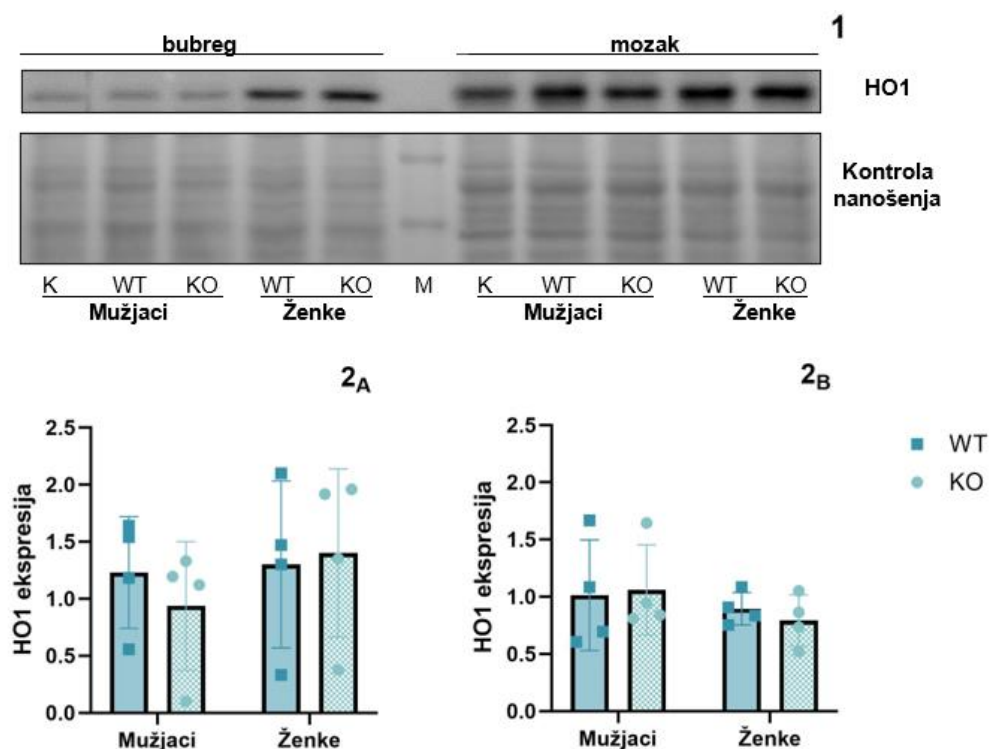 1
bubreg mozak
HO1
Kontrola
nanošenja
K WT KO WT KO M K WT KO WT KO
Mužjaci Ženke Mužjaci Ženke
2A
2.5
2.0
1.5
1.0
0.5
0.0
HO1 ekspresija
Mužjaci Ženke
2B
2.5
2.0
1.5
1.0
0.5
0.0
HO1 ekspresija
Mužjaci Ženke
WT
KO